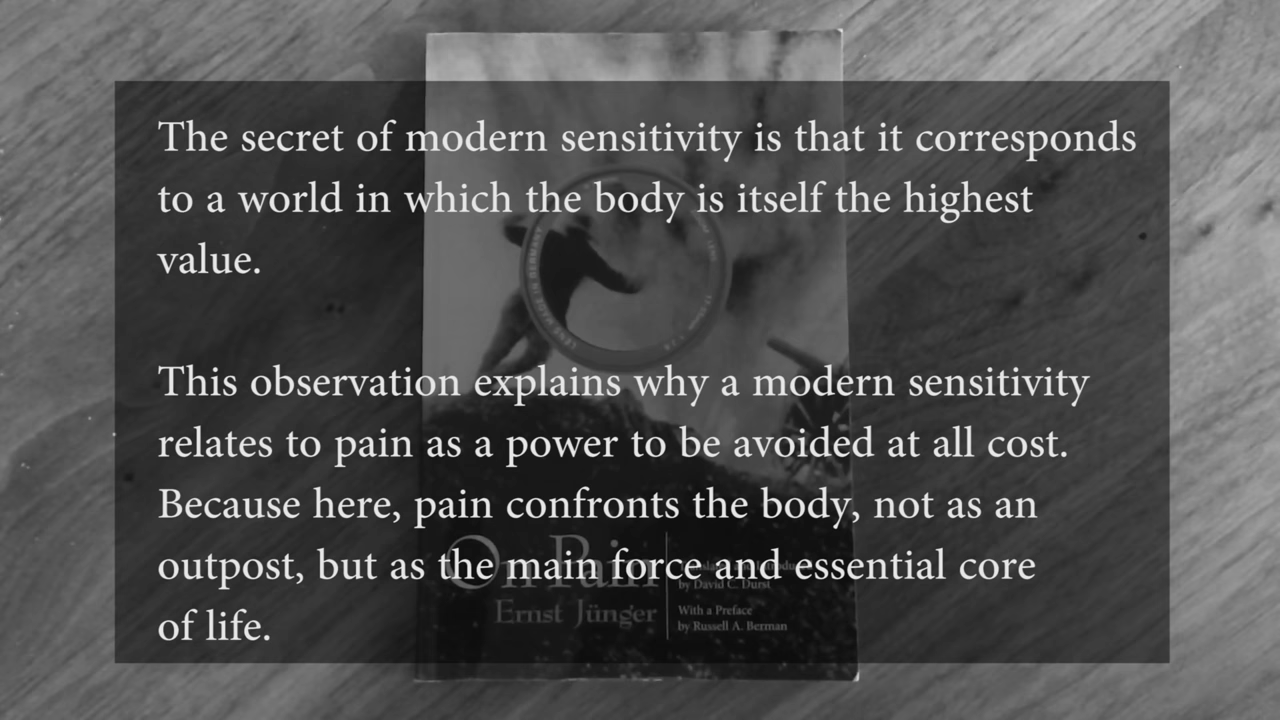 The secret of modern sensitivity is that it corresponds
to a world in which the body is itself the highest
value.
This observation explains why a modern sensitivity
relates to pain as a power to be avoided at all cost.
Because here, pain confronts the body, not as an
outpost, but as the main force and essential core
of life.
On Pain
Ernst Jünger
by David C. Durst
With a Preface
by Russell A. Berman